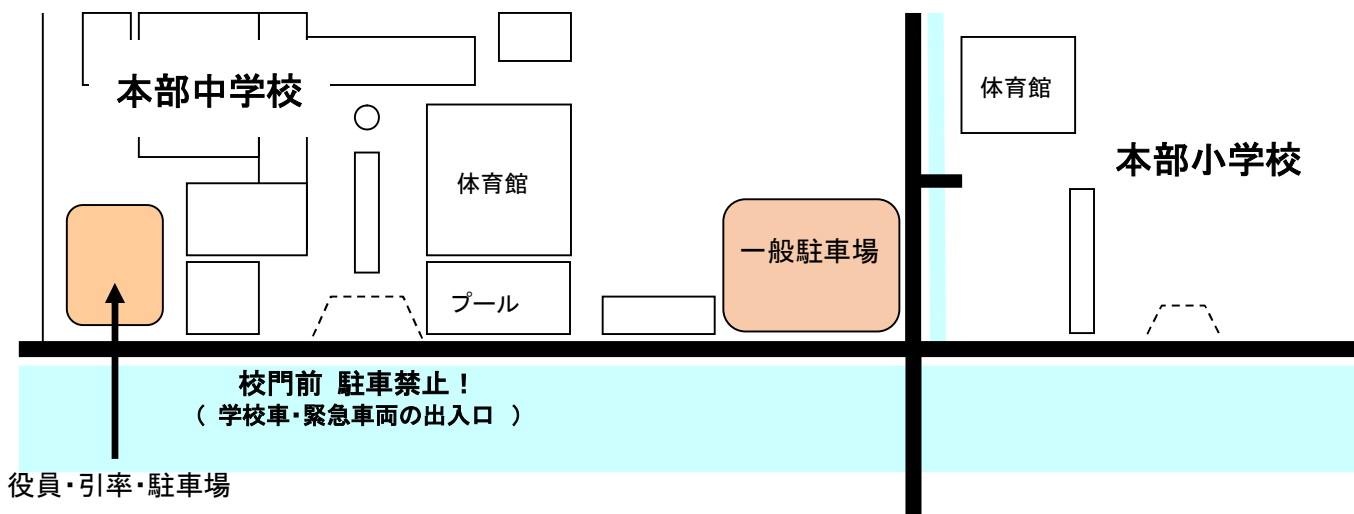 本部中学校
体育館
本部小学校
体育館
一般駐車場
プール
校門前 駐車禁止!
( 学校車・緊急車両の出入口 )
役員・引率・駐車場